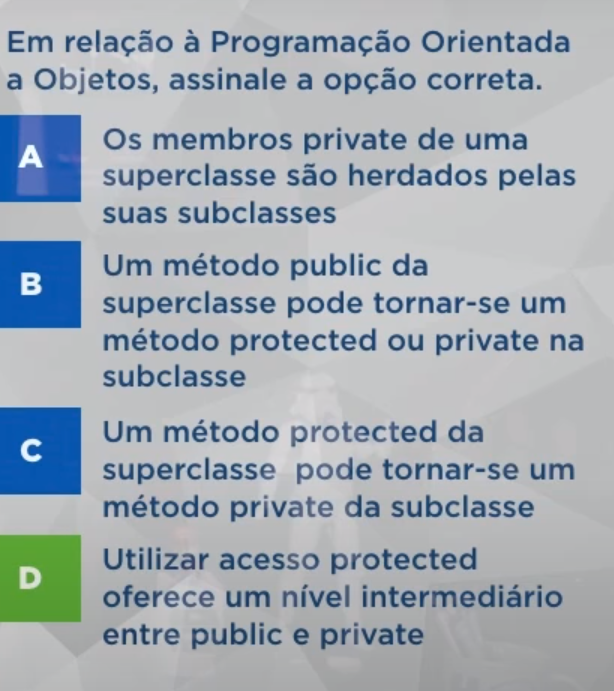 Em relação à Programação Orientada
a Objetos, assinale a opção correta.
A
Os membros private de uma
superclasse são herdados pelas
suas subclasses
B
Um método public da
superclasse pode tornar-se um
método protected ou private na
subclasse
C
Um método protected da
superclasse pode tornar-se um
método private da subclasse
D
Utilizar acesso protected
oferece um nível intermediário
entre public e private